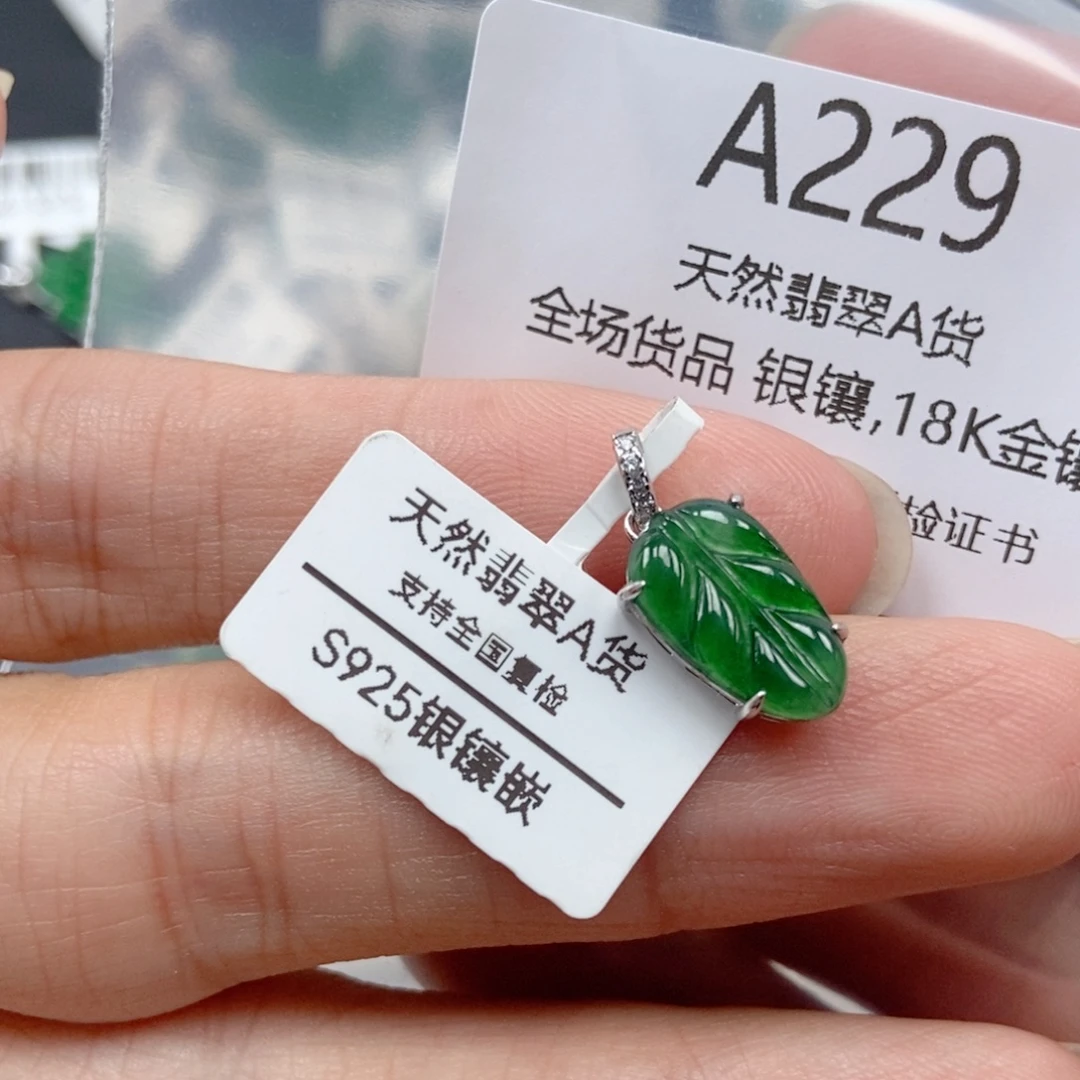 A229
天然翡翠A货
全场货品 银镶,18K金镶
检证书
天然翡翠A货
支持全国复检
S925银镶嵌